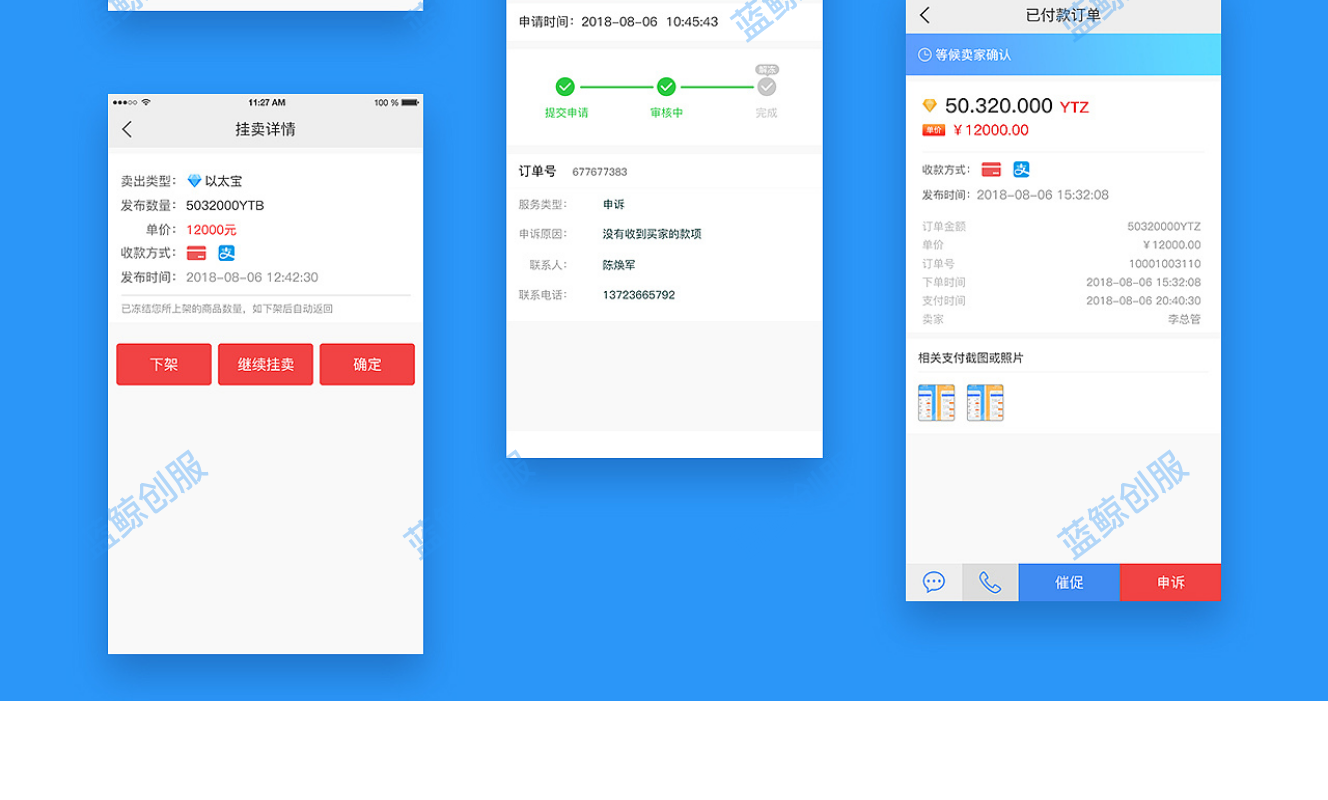 11:27 AM
100 %
挂卖详情
卖出类型： 以太宝
发布数量： 5032000YTB
单价： 12000元
收款方式： 支
发布时间： 2018-08-06 12:42:30
已冻结您所上架的商品数量，如下架后自动返回
下架
继续挂卖
确定
蓝鲸创服
蓝
申请时间： 2018-08-06 10:45:43
蓝鲸
提交申请
审核中
完成
订单号 677677383
服务类型： 申诉
申诉原因： 没有收到买家的款项
联系人： 陈焕军
联系电话： 13723665792
服
已付款订单
等候卖家确认
50.320.000 YTZ
单价 ￥12000.00
收款方式： 支
发布时间： 2018-08-06 15:32:08
订单金额 50320000YTZ
单价 ￥12000.00
订单号 10001003110
下单时间 2018-08-06 15:32:08
支付时间 2018-08-06 20:40:30
卖家 李总管
相关支付截图或照片
蓝鲸创服
催促
申诉